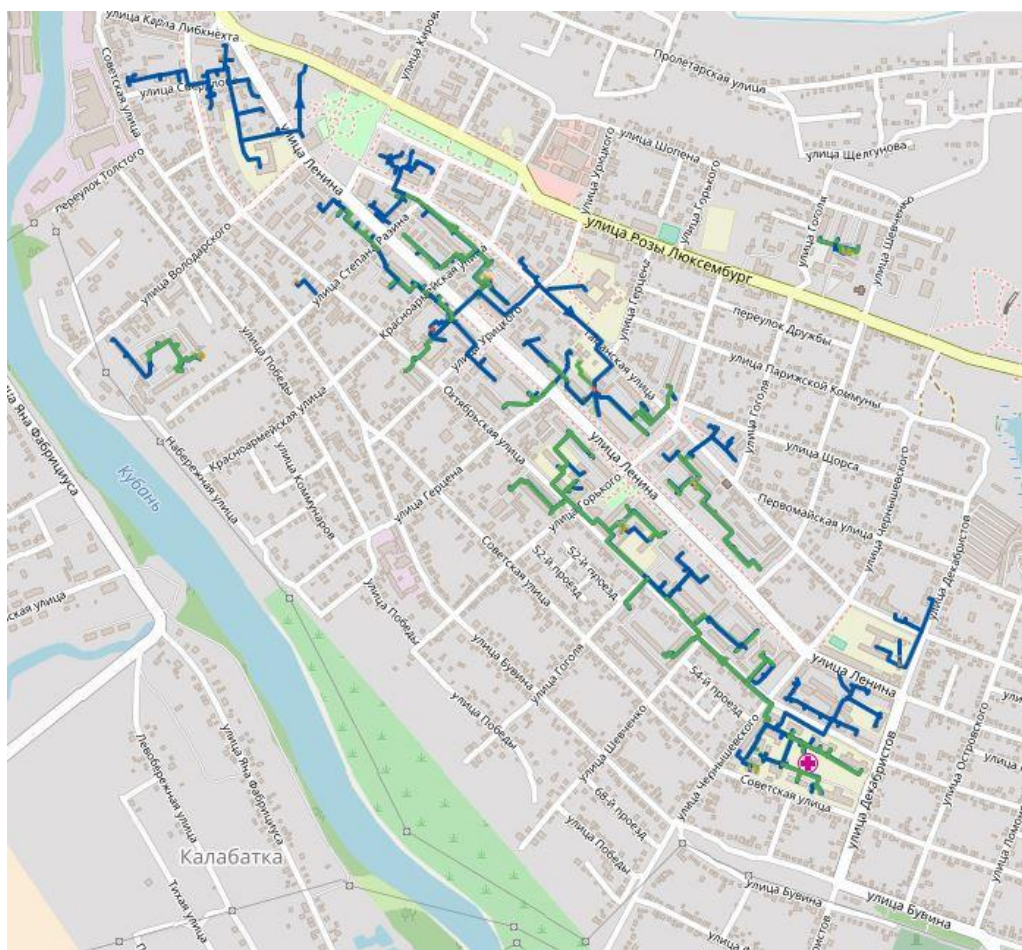 улица Карла Либкнехта
улица Киро
Советская улица
улица Сверлов
Пролетарская улица
улица Ленина
улица Шопена
улица Щелгунова
переулок Толстого
улица Урицкого
улица Горького
улица Шевченко
улица Гоголя
улица Розы Люксембург
улица Володарского
улица Степана Разина
Красноармейская улица
улица Герцена
переулок Дружбы
улица Урицкого
улица Парижской Коммуны
улица Победы
улица Гоголя
Октябрьская улица
улица Яна Фабрициуса
Красноармейская улица
Набережная улица
Кубань
улица Коммунаров
улица Ленина
улица Щорса
улица Герцена
улица Горького
Первомайская улица
улица Чернышевского
улица Декабристов
52-й проезд
52-й проезд
Советская улица
ская улица
улица Победы
улица Бувина
улица Гоголя
улица Ленина
54-й проезд
улица Победы
улица Шевченко
улица Чернышевского
Советская улица
улица Декабристов
улица Островского
улица Ломо
Левобережная улица
улица Яна Фабрициуса
68-й проезд
улица Победы
Калабатка
Тихая улица
улица Бувина
улица Бувина